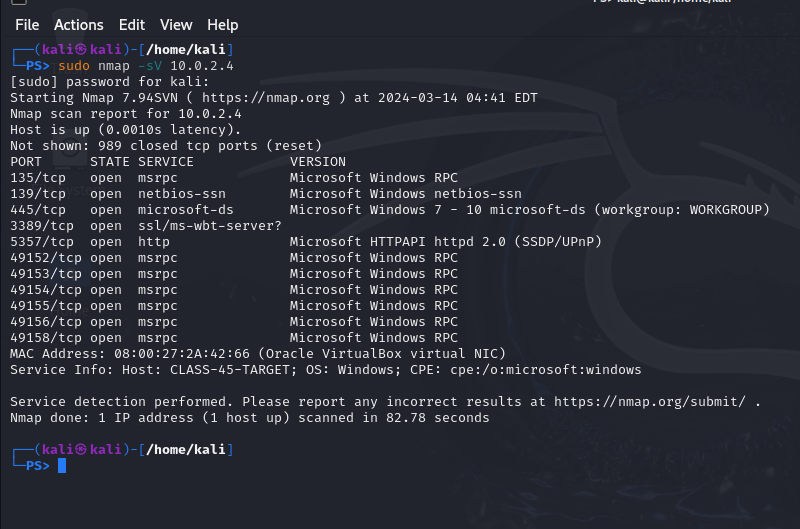 File Actions Edit View Help
┌──(kali㉿kali)-[/home/kali]
└─PS> sudo nmap -sV 10.0.2.4
[sudo] password for kali:
Starting Nmap 7.94SVN ( https://nmap.org ) at 2024-03-14 04:41 EDT
Nmap scan report for 10.0.2.4
Host is up (0.0010s latency).
Not shown: 989 closed tcp ports (reset)
PORT      STATE SERVICE            VERSION
135/tcp   open  msrpc              Microsoft Windows RPC
139/tcp   open  netbios-ssn        Microsoft Windows netbios-ssn
445/tcp   open  microsoft-ds       Microsoft Windows 7 - 10 microsoft-ds (workgroup: WORKGROUP)
3389/tcp  open  ssl/ms-wbt-server?
5357/tcp  open  http               Microsoft HTTPAPI httpd 2.0 (SSDP/UPnP)
49152/tcp open  msrpc              Microsoft Windows RPC
49153/tcp open  msrpc              Microsoft Windows RPC
49154/tcp open  msrpc              Microsoft Windows RPC
49155/tcp open  msrpc              Microsoft Windows RPC
49156/tcp open  msrpc              Microsoft Windows RPC
49158/tcp open  msrpc              Microsoft Windows RPC
MAC Address: 08:00:27:2A:42:66 (Oracle VirtualBox virtual NIC)
Service Info: Host: CLASS-45-TARGET; OS: Windows; CPE: cpe:/o:microsoft:windows

Service detection performed. Please report any incorrect results at https://nmap.org/submit/ .
Nmap done: 1 IP address (1 host up) scanned in 82.78 seconds

┌──(kali㉿kali)-[/home/kali]
└─PS>